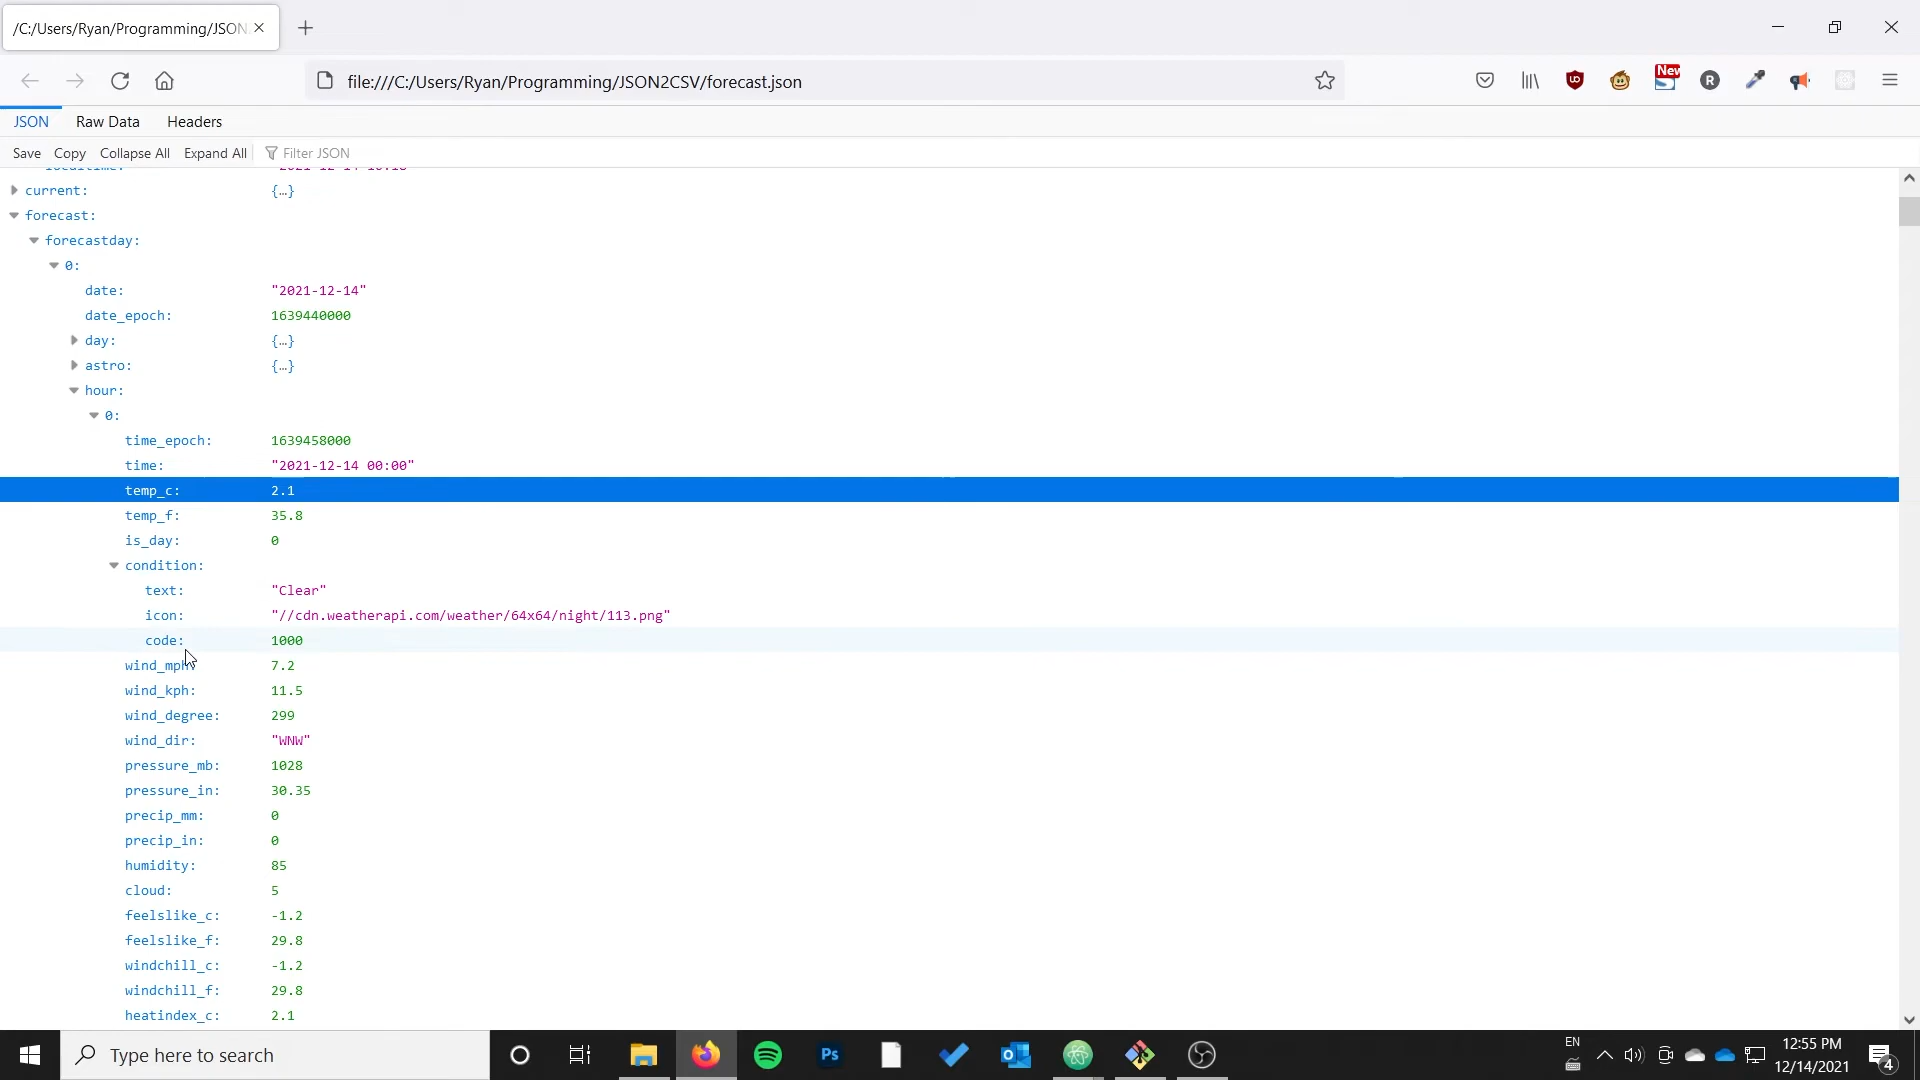 /C:/Users/Ryan/Programming/JSON
file:///C:/Users/Ryan/Programming/JSON2CSV/forecast.json
New
JSON Raw Data Headers
Save Copy Collapse All Expand All Filter JSON
current: {…}
forecast:
forecastday:
0:
date: "2021-12-14"
date_epoch: 1639440000
day: {…}
astro: {…}
hour:
0:
time_epoch: 1639458000
time: "2021-12-14 00:00"
temp_c: 2.1
temp_f: 35.8
is_day: 0
condition:
text: "Clear"
icon: "//cdn.weatherapi.com/weather/64x64/night/113.png"
code: 1000
wind_mph: 7.2
wind_kph: 11.5
wind_degree: 299
wind_dir: "WNW"
pressure_mb: 1028
pressure_in: 30.35
precip_mm: 0
precip_in: 0
humidity: 85
cloud: 5
feelslike_c: -1.2
feelslike_f: 29.8
windchill_c: -1.2
windchill_f: 29.8
heatindex_c: 2.1
Type here to search
Ps
EN
12:55 PM
12/14/2021
4